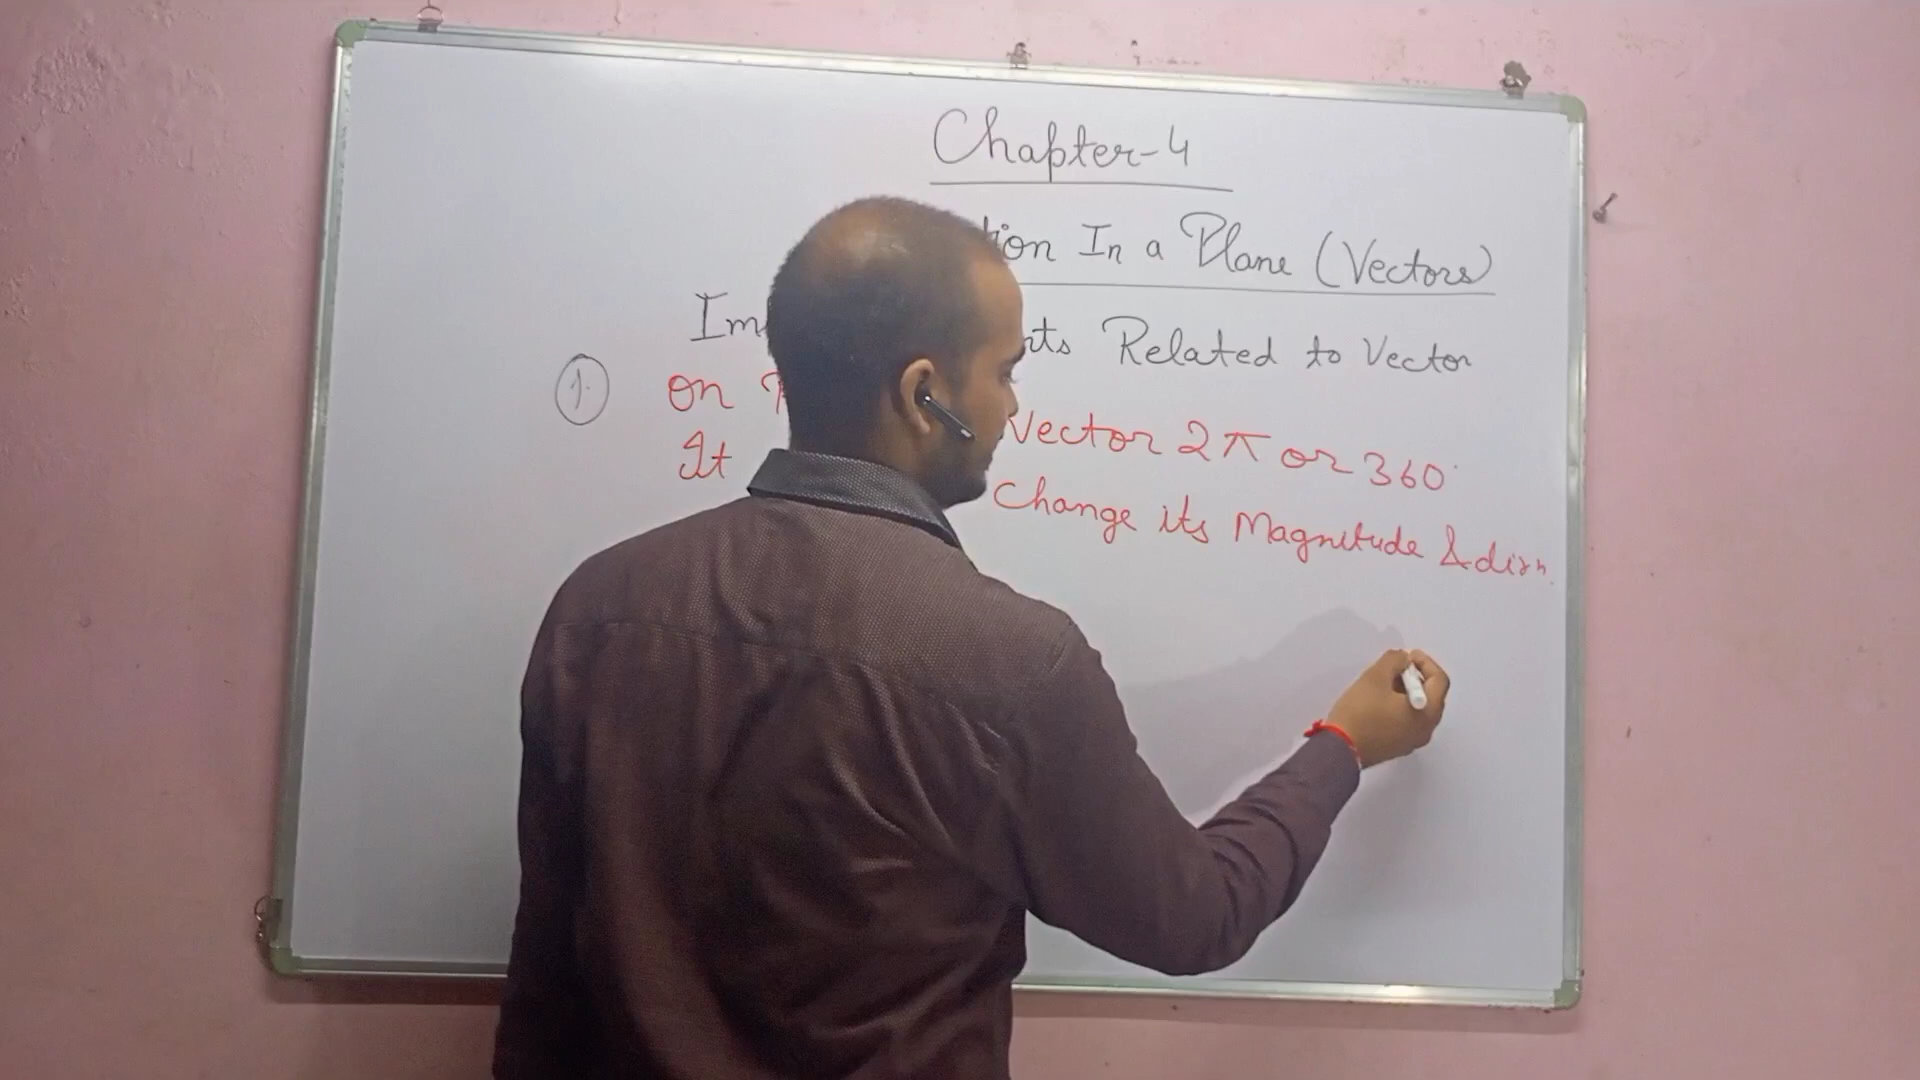 Chapter-4
tion In a Plane (Vectors)
Im nts Related to Vector
1. on Vector 2π or 360°
It Change its Magnitude & dirn.